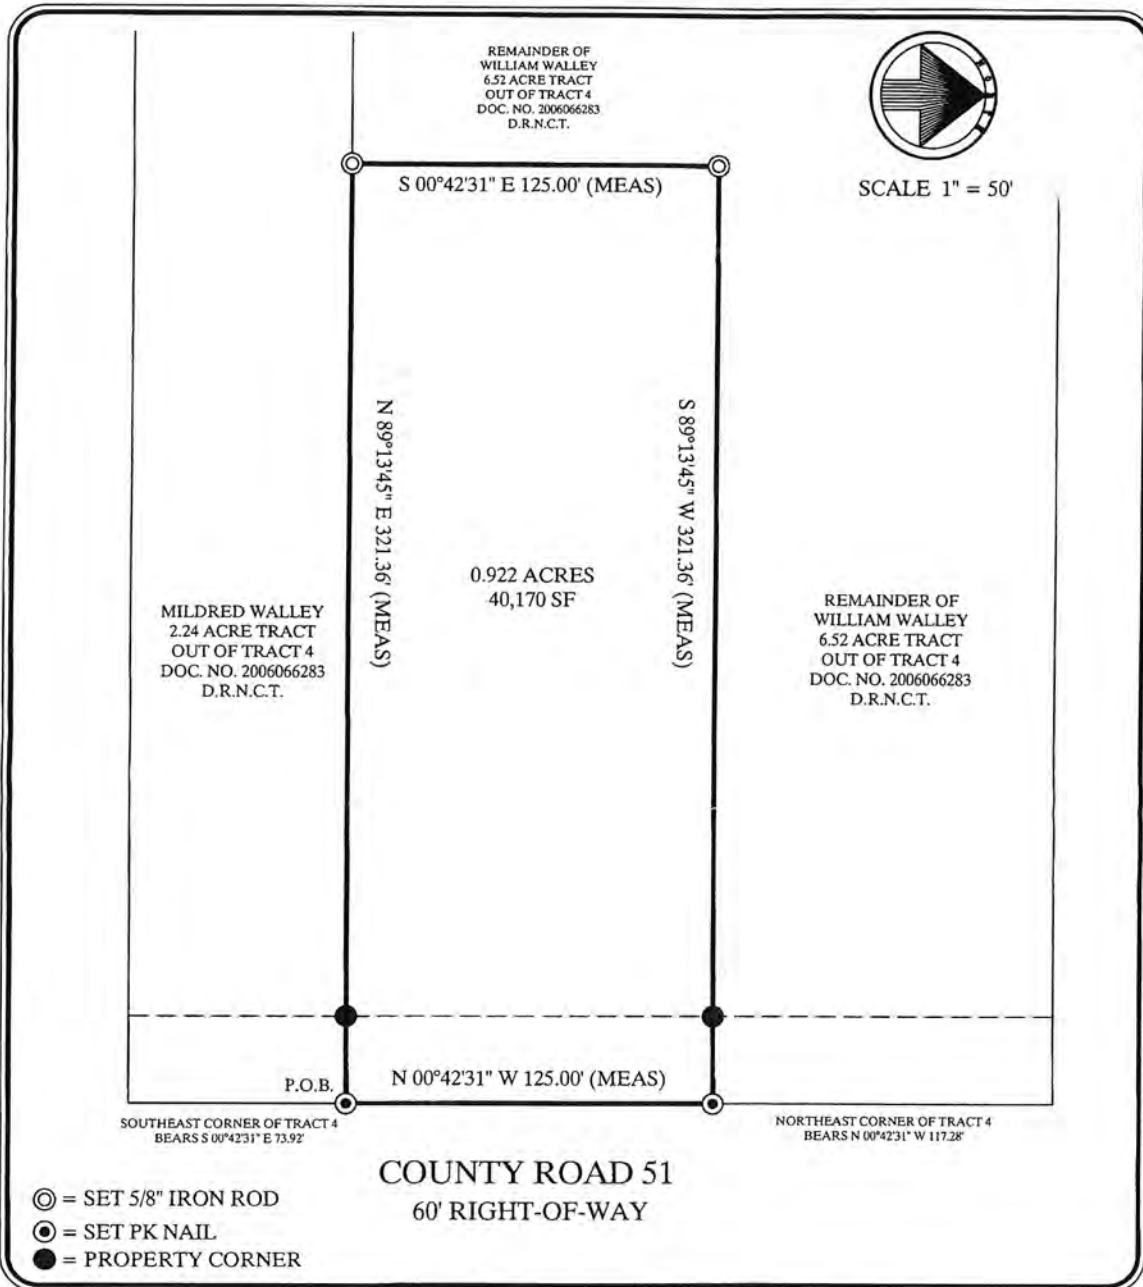 REMAINDER OF
WILLIAM WALLEY
6.52 ACRE TRACT
OUT OF TRACT 4
DOC. NO. 2006066283
D.R.N.C.T.
NORTH
SCALE 1" = 50'
S 00°42'31" E 125.00' (MEAS)
N 89°13'45" E 321.36' (MEAS)
S 89°13'45" W 321.36' (MEAS)
0.922 ACRES
40,170 SF
MILDRED WALLEY
2.24 ACRE TRACT
OUT OF TRACT 4
DOC. NO. 2006066283
D.R.N.C.T.
REMAINDER OF
WILLIAM WALLEY
6.52 ACRE TRACT
OUT OF TRACT 4
DOC. NO. 2006066283
D.R.N.C.T.
P.O.B.
N 00°42'31" W 125.00' (MEAS)
SOUTHEAST CORNER OF TRACT 4
BEARS S 00°42'31" E 73.92'
NORTHEAST CORNER OF TRACT 4
BEARS N 00°42'31" W 117.28'
COUNTY ROAD 51
60' RIGHT-OF-WAY
= SET 5/8" IRON ROD
= SET PK NAIL
= PROPERTY CORNER